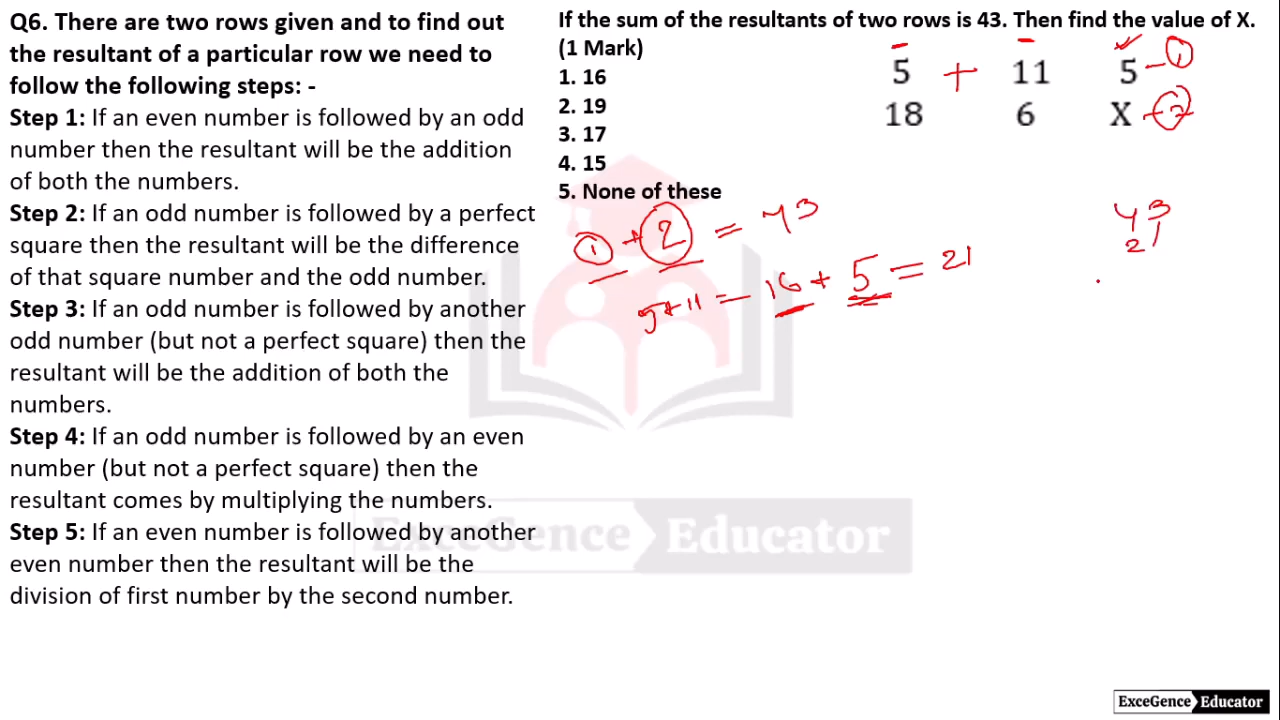 Q6. There are two rows given and to find out
the resultant of a particular row we need to
follow the following steps: -
Step 1: If an even number is followed by an odd
number then the resultant will be the addition
of both the numbers.
Step 2: If an odd number is followed by a perfect
square then the resultant will be the difference
of that square number and the odd number.
Step 3: If an odd number is followed by another
odd number (but not a perfect square) then the
resultant will be the addition of both the
numbers.
Step 4: If an odd number is followed by an even
number (but not a perfect square) then the
resultant comes by multiplying the numbers.
Step 5: If an even number is followed by another
even number then the resultant will be the
division of first number by the second number.
If the sum of the resultants of two rows is 43. Then find the value of X.
(1 Mark)
1. 16
2. 19
3. 17
4. 15
5. None of these
5 + 11 5 - 1
18 6 X - 2
1 + 2 = 43
5+11 = 16 + 5 = 21
43
21
ExceGence Educator
ExceGence Educator